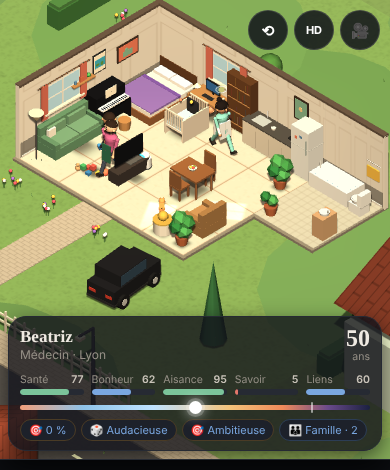 HD
Beatriz
50
Médecin · Lyon
ans
Santé 77 Bonheur 62 Aisance 95 Savoir 5 Liens 60
0 % Audacieuse Ambitieuse Famille · 2